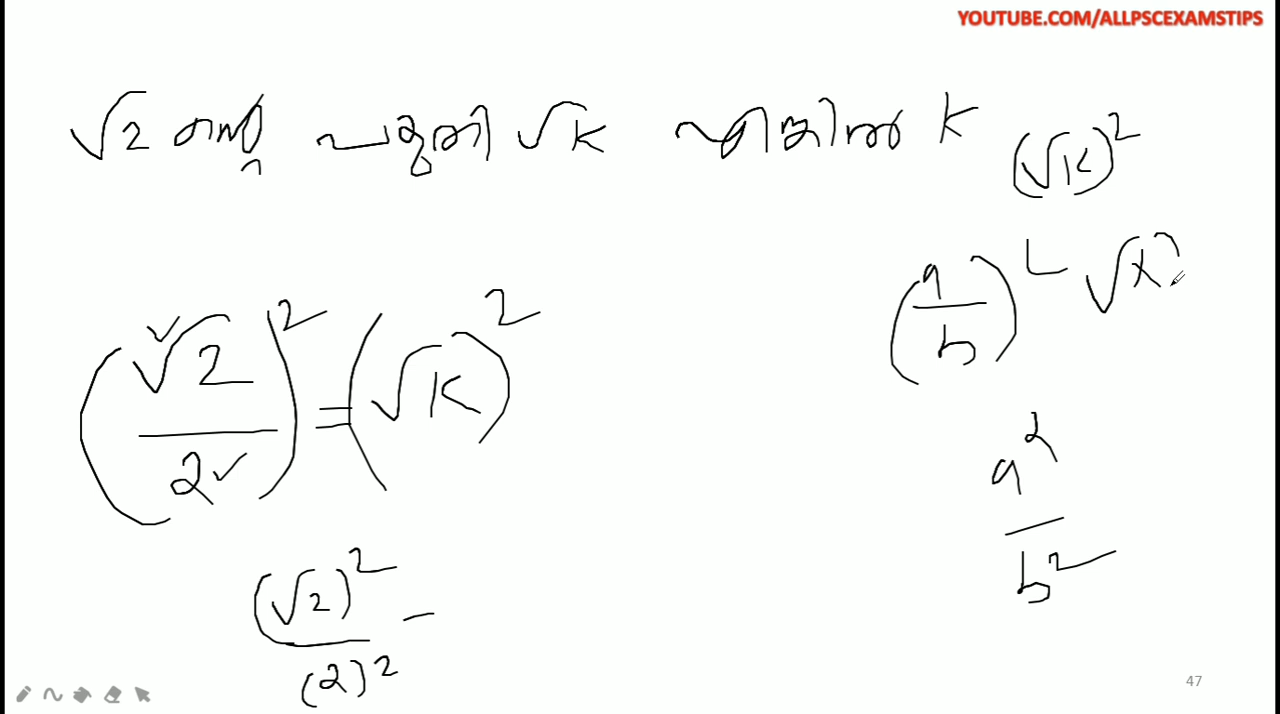 YOUTUBE.COM/ALLPSCEXAMSTIPS
√2 ന്റെ പകുതി √k ആയാൽ k
(√k)²
(a/b)² √k²
(√2/2)² = (√k)²
a²/b²
(√2)²/(2)² =
47